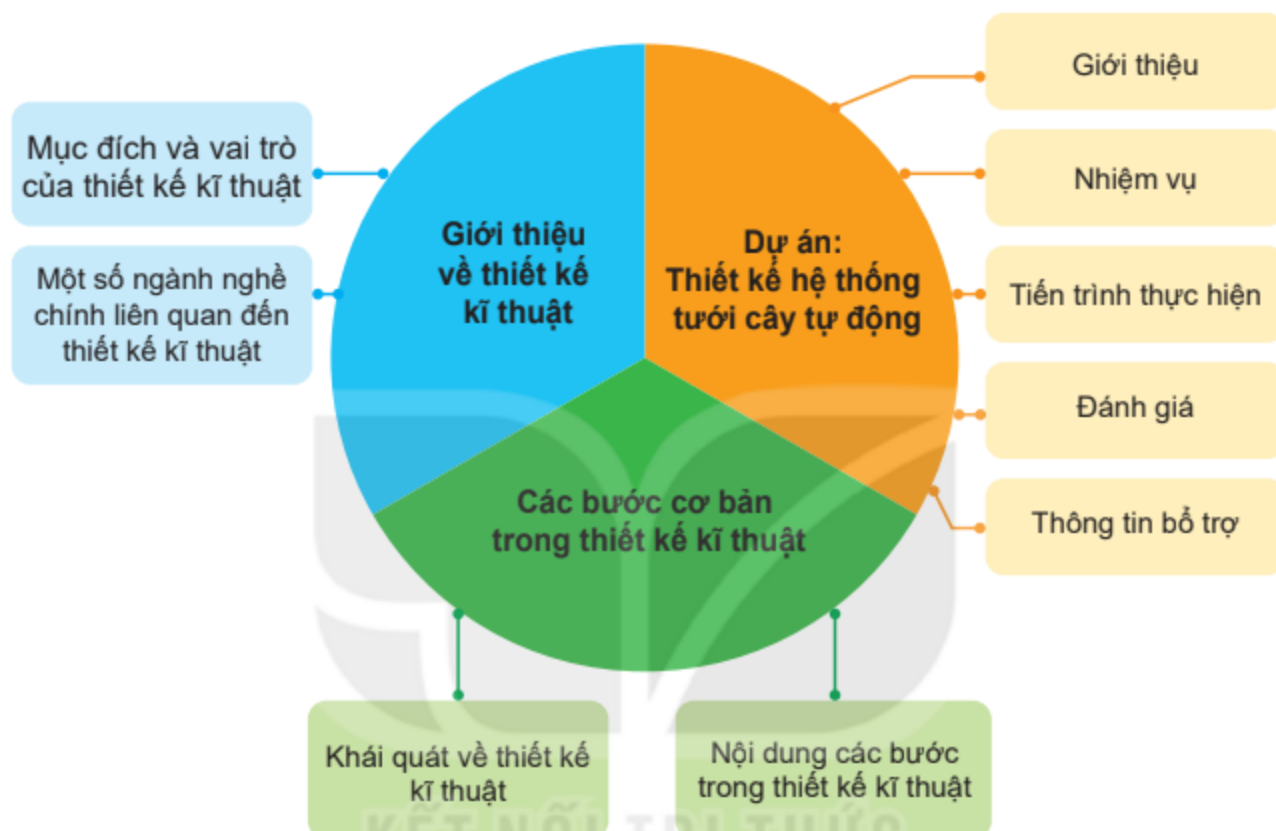 Giới thiệu
Mục đích và vai trò
của thiết kế kĩ thuật
Nhiệm vụ
Giới thiệu
về thiết kế
kĩ thuật
Dự án:
Thiết kế hệ thống
tưới cây tự động
Một số ngành nghề
chính liên quan đến
thiết kế kĩ thuật
Tiến trình thực hiện
Đánh giá
Các bước cơ bản
trong thiết kế kĩ thuật
Thông tin bổ trợ
Khái quát về thiết kế
kĩ thuật
Nội dung các bước
trong thiết kế kĩ thuật
KẾT NỐI TRI THỨC